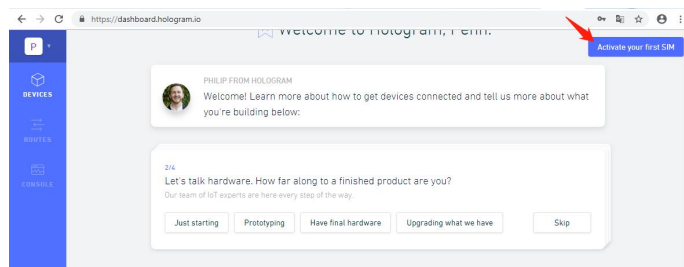 https://dashboard.hologram.io
Welcome to Hologram, Penn.
Activate your first SIM
P
DEVICES
ROUTES
CONSOLE
PHILIP FROM HOLOGRAM
Welcome! Learn more about how to get devices connected and tell us more about what
you're building below:
2/4
Let's talk hardware. How far along to a finished product are you?
Our team of IoT experts are here every step of the way.
Just starting
Prototyping
Have final hardware
Upgrading what we have
Skip